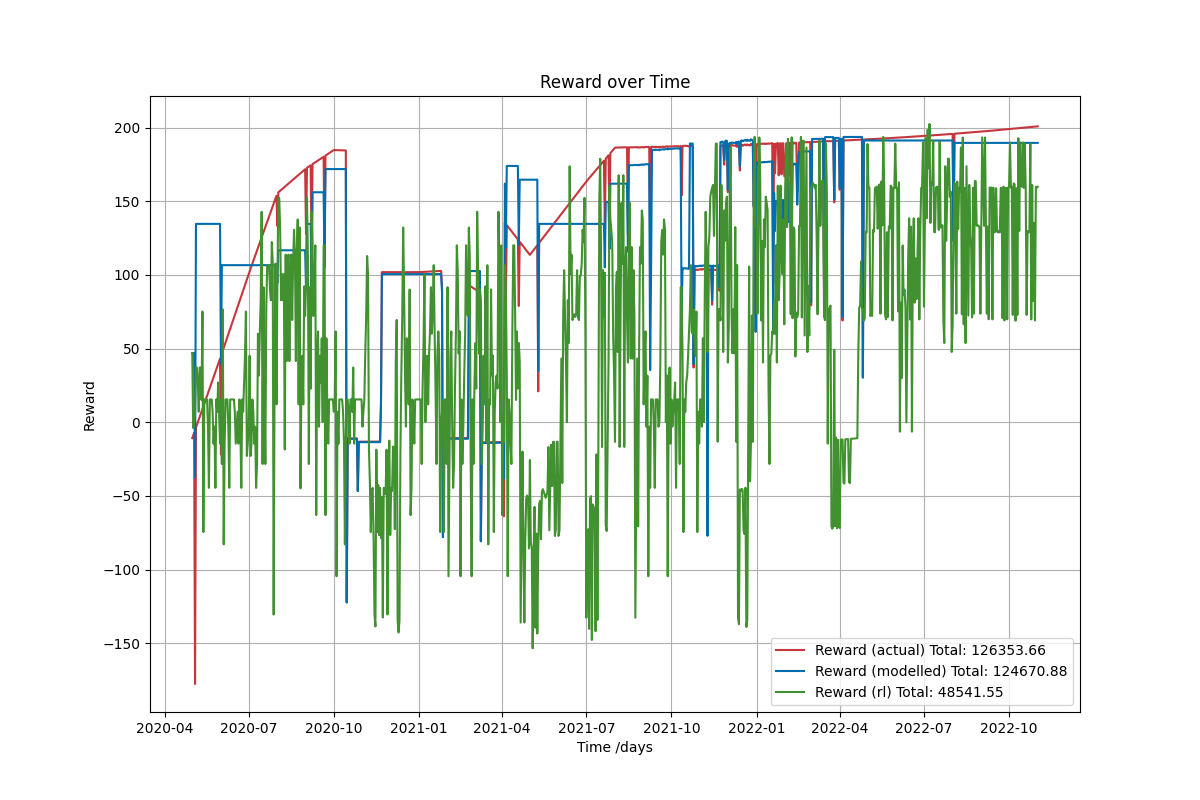 Reward over Time
200
150
100
50
0
−50
−100
−150
Reward
2020-04 2020-07 2020-10 2021-01 2021-04 2021-07 2021-10 2022-01 2022-04 2022-07 2022-10
Time /days
Reward (actual) Total: 126353.66
Reward (modelled) Total: 124670.88
Reward (rl) Total: 48541.55